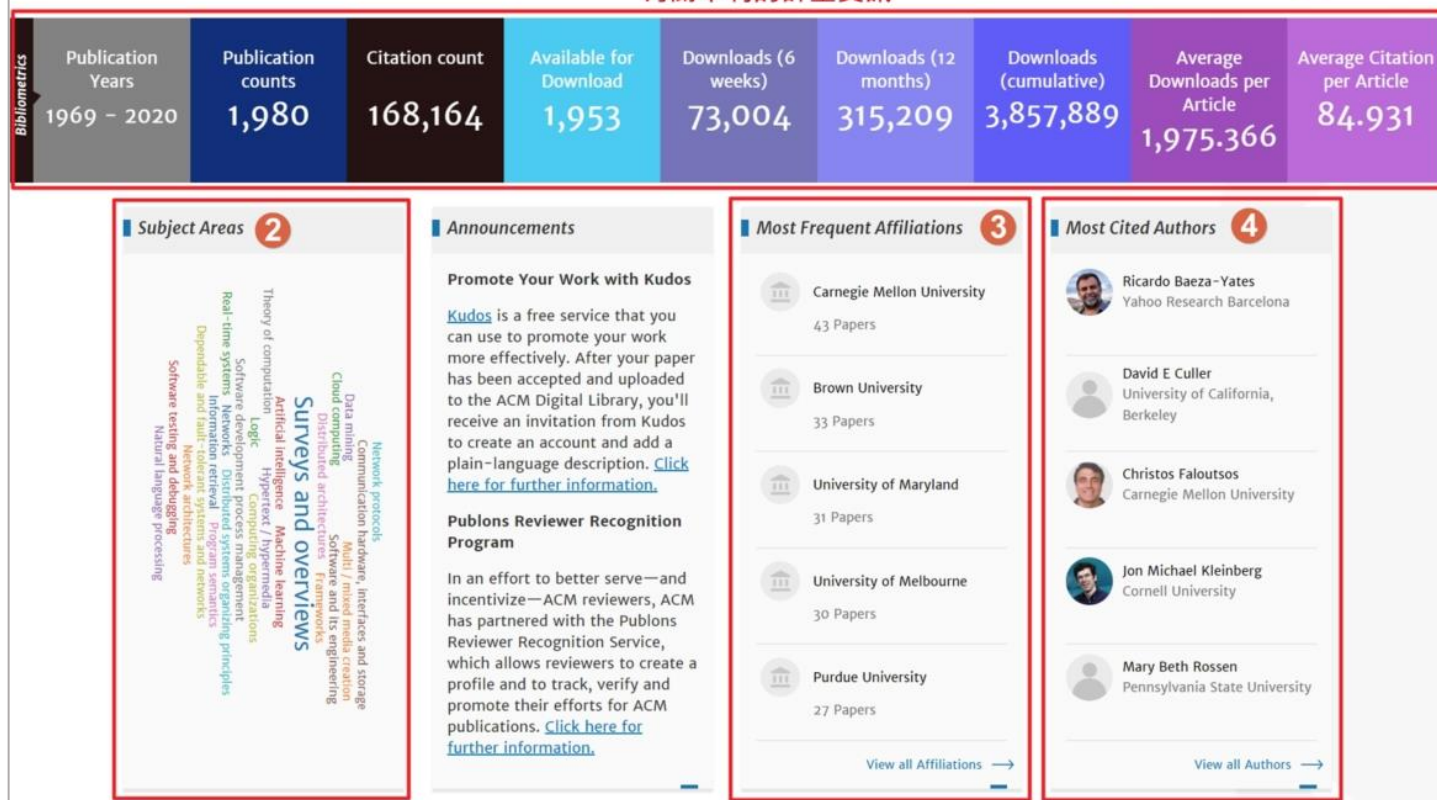 Bibliometrics
Publication
Years
1969 - 2020
Publication
counts
1,980
Citation count
168,164
Available for
Download
1,953
Downloads (6
weeks)
73,004
Downloads (12
months)
315,209
Downloads
(cumulative)
3,857,889
Average
Downloads per
Article
1,975.366
Average Citation
per Article
84.931
Subject Areas 2
Network protocols
Communication hardware, interfaces and storage
Data mining
Multi / mixed media creation
Cloud computing
Software and its engineering
Distributed architectures
Frameworks
Surveys and overviews
Artificial intelligence
Machine learning
Theory of computation
Hypertext / hypermedia
Logic
Computing organizations
Software development process management
Real-time systems
Networks
Distributed systems organizing principles
Information retrieval
Program semantics
Dependable and fault-tolerant systems and networks
Network architectures
Software testing and debugging
Natural language processing
Announcements
Promote Your Work with Kudos
Kudos is a free service that you
can use to promote your work
more effectively. After your paper
has been accepted and uploaded
to the ACM Digital Library, you'll
receive an invitation from Kudos
to create an account and add a
plain-language description. Click
here for further information.
Publons Reviewer Recognition
Program
In an effort to better serve—and
incentivize—ACM reviewers, ACM
has partnered with the Publons
Reviewer Recognition Service,
which allows reviewers to create a
profile and to track, verify and
promote their efforts for ACM
publications. Click here for
further information.
Most Frequent Affiliations 3
Carnegie Mellon University
43 Papers
Brown University
33 Papers
University of Maryland
31 Papers
University of Melbourne
30 Papers
Purdue University
27 Papers
View all Affiliations →
Most Cited Authors 4
Ricardo Baeza-Yates
Yahoo Research Barcelona
David E Culler
University of California,
Berkeley
Christos Faloutsos
Carnegie Mellon University
Jon Michael Kleinberg
Cornell University
Mary Beth Rossen
Pennsylvania State University
View all Authors →